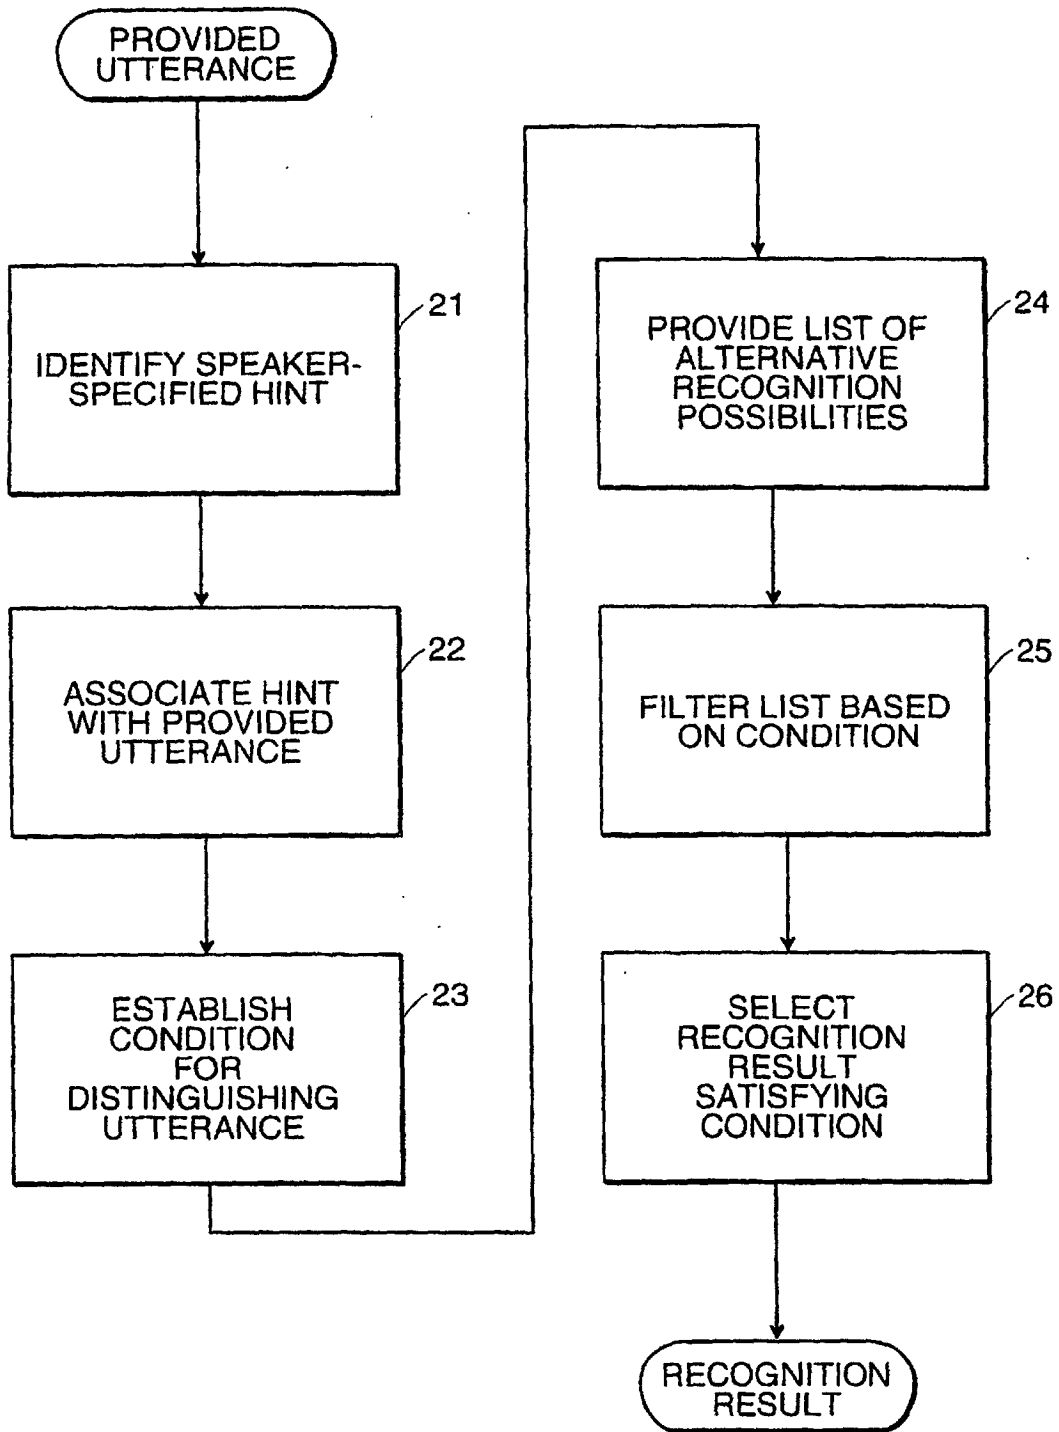 PROVIDED
UTTERANCE
21
IDENTIFY SPEAKER-
SPECIFIED HINT
22
ASSOCIATE HINT
WITH PROVIDED
UTTERANCE
23
ESTABLISH
CONDITION
FOR
DISTINGUISHING
UTTERANCE
24
PROVIDE LIST OF
ALTERNATIVE
RECOGNITION
POSSIBILITIES
25
FILTER LIST BASED
ON CONDITION
26
SELECT
RECOGNITION
RESULT
SATISFYING
CONDITION
RECOGNITION
RESULT